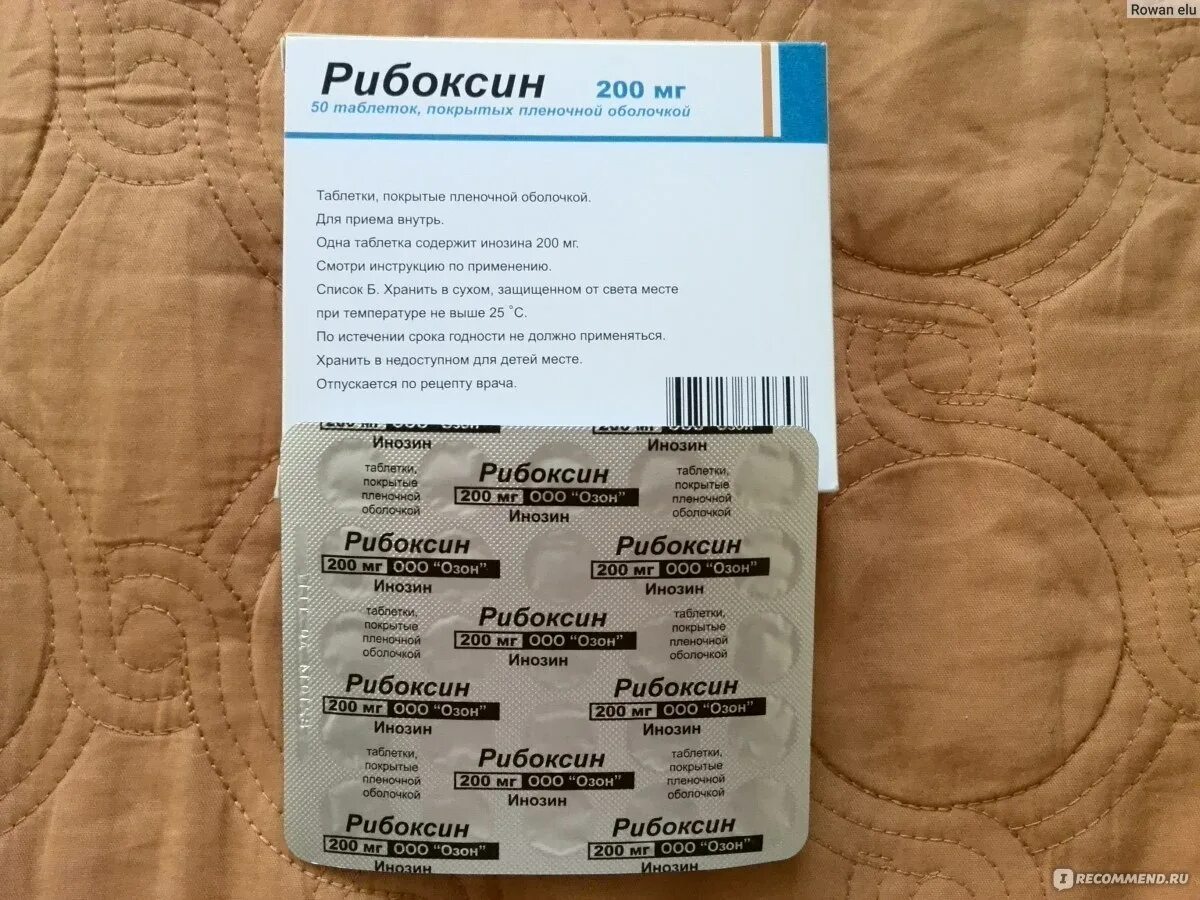 Rowan elu
Рибоксин 200 мг
50 таблеток, покрытых пленочной оболочкой
Таблетки, покрытые пленочной оболочкой.
Для приема внутрь.
Одна таблетка содержит инозина 200 мг.
Смотри инструкцию по применению.
Список Б. Хранить в сухом, защищенном от света месте
при температуре не выше 25 °С.
По истечении срока годности не должно применяться.
Хранить в недоступном для детей месте.
Отпускается по рецепту врача.
200 мг ООО "Озон" 200 мг ООО "Озон"
Инозин Инозин
таблетки,
покрытые
пленочной
оболочкой
Рибоксин
200 мг ООО "Озон"
Инозин
таблетки,
покрытые
пленочной
оболочкой
Рибоксин Рибоксин
200 мг ООО "Озон" 200 мг ООО "Озон"
Инозин Инозин
таблетки,
покрытые
пленочной
оболочкой
Рибоксин
200 мг ООО "Озон"
Инозин
таблетки,
покрытые
пленочной
оболочкой
Рибоксин Рибоксин
200 мг ООО "Озон" 200 мг ООО "Озон"
Инозин Инозин
таблетки,
покрытые
пленочной
оболочкой
Рибоксин
200 мг ООО "Озон"
Инозин
таблетки,
покрытые
пленочной
оболочкой
Рибоксин Рибоксин
200 мг ООО "Озон" 200 мг ООО "Озон"
Инозин Инозин
IRECOMMEND.RU